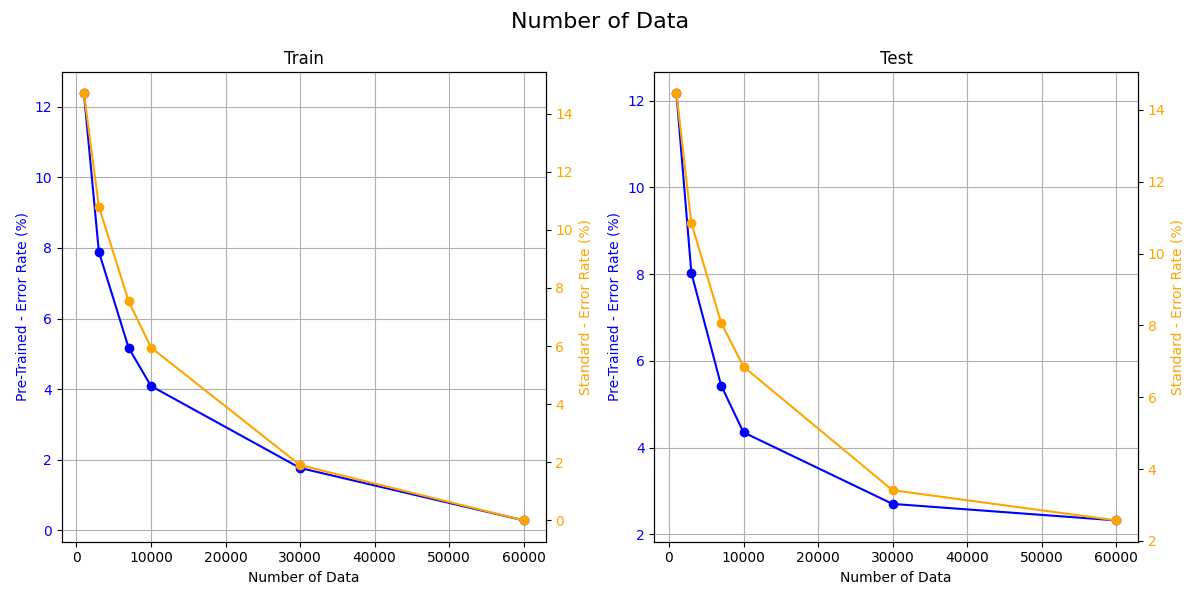 Number of Data
Train
12
10
8
6
4
2
0
Pre-Trained - Error Rate (%)
14
12
10
8
6
4
2
0
Standard - Error Rate (%)
0 10000 20000 30000 40000 50000 60000
Number of Data
Test
12
10
8
6
4
2
Pre-Trained - Error Rate (%)
14
12
10
8
6
4
2
Standard - Error Rate (%)
0 10000 20000 30000 40000 50000 60000
Number of Data